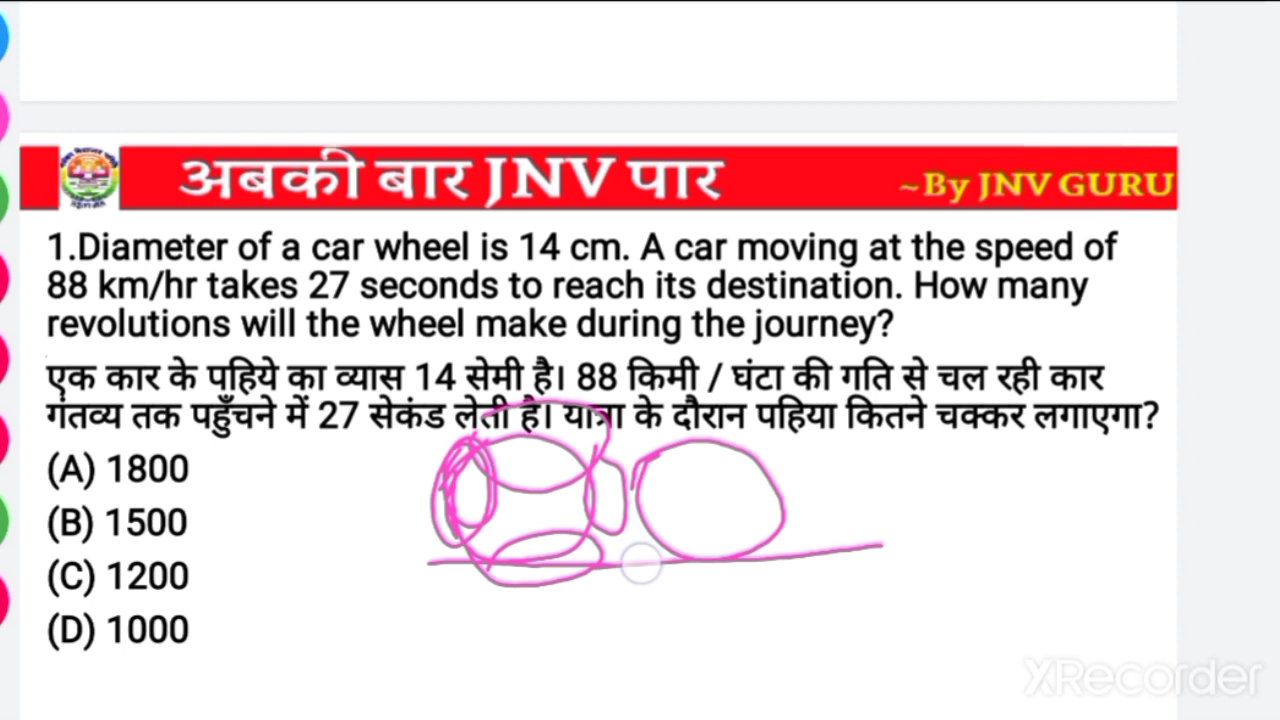 अबकी बार JNV पार
~By JNV GURU
1.Diameter of a car wheel is 14 cm. A car moving at the speed of
88 km/hr takes 27 seconds to reach its destination. How many
revolutions will the wheel make during the journey?
एक कार के पहिये का व्यास 14 सेमी है। 88 किमी / घंटा की गति से चल रही कार
गंतव्य तक पहुँचने में 27 सेकंड लेती है। यात्रा के दौरान पहिया कितने चक्कर लगाएगा?
(A) 1800
(B) 1500
(C) 1200
(D) 1000
XRecorder